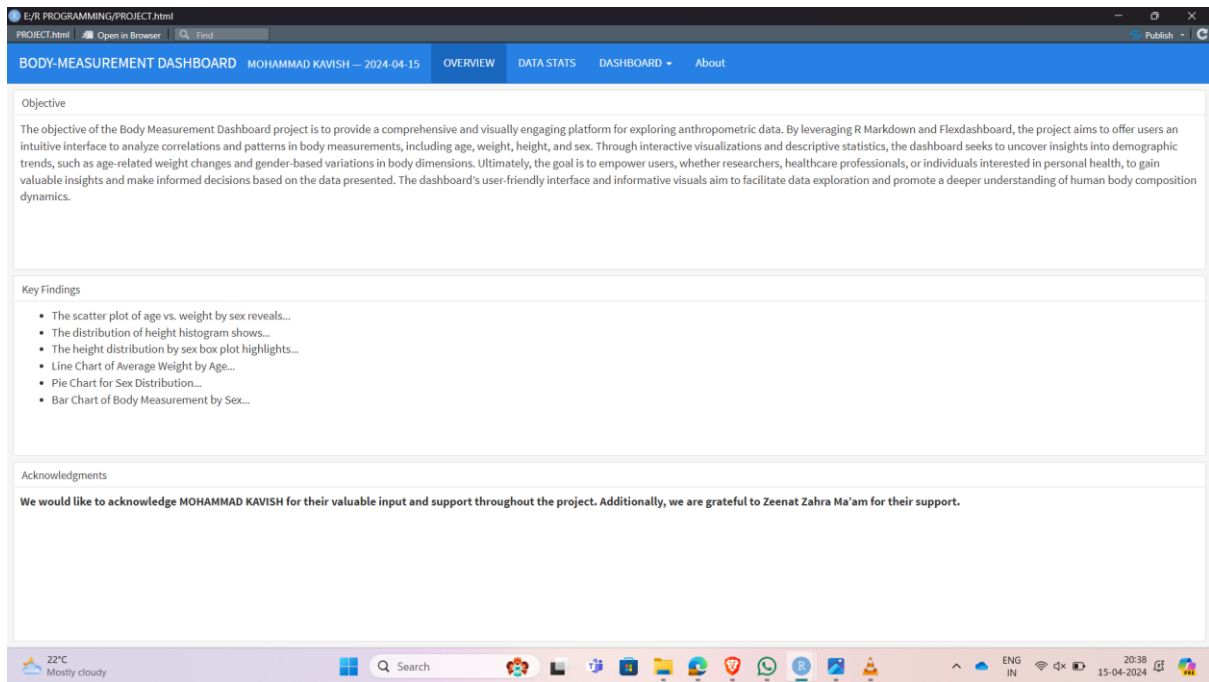 E:/R PROGRAMMING/PROJECT.html
PROJECT.html Open in Browser Find Publish
BODY-MEASUREMENT DASHBOARD MOHAMMAD KAVISH — 2024-04-15 OVERVIEW DATA STATS DASHBOARD About
Objective
The objective of the Body Measurement Dashboard project is to provide a comprehensive and visually engaging platform for exploring anthropometric data. By leveraging R Markdown and Flexdashboard, the project aims to offer users an
intuitive interface to analyze correlations and patterns in body measurements, including age, weight, height, and sex. Through interactive visualizations and descriptive statistics, the dashboard seeks to uncover insights into demographic
trends, such as age-related weight changes and gender-based variations in body dimensions. Ultimately, the goal is to empower users, whether researchers, healthcare professionals, or individuals interested in personal health, to gain
valuable insights and make informed decisions based on the data presented. The dashboard's user-friendly interface and informative visuals aim to facilitate data exploration and promote a deeper understanding of human body composition
dynamics.
Key Findings
• The scatter plot of age vs. weight by sex reveals...
• The distribution of height histogram shows...
• The height distribution by sex box plot highlights...
• Line Chart of Average Weight by Age...
• Pie Chart for Sex Distribution...
• Bar Chart of Body Measurement by Sex...
Acknowledgments
We would like to acknowledge MOHAMMAD KAVISH for their valuable input and support throughout the project. Additionally, we are grateful to Zeenat Zahra Ma'am for their support.
22°C
Mostly cloudy
Search
ENG
IN
20:38
15-04-2024